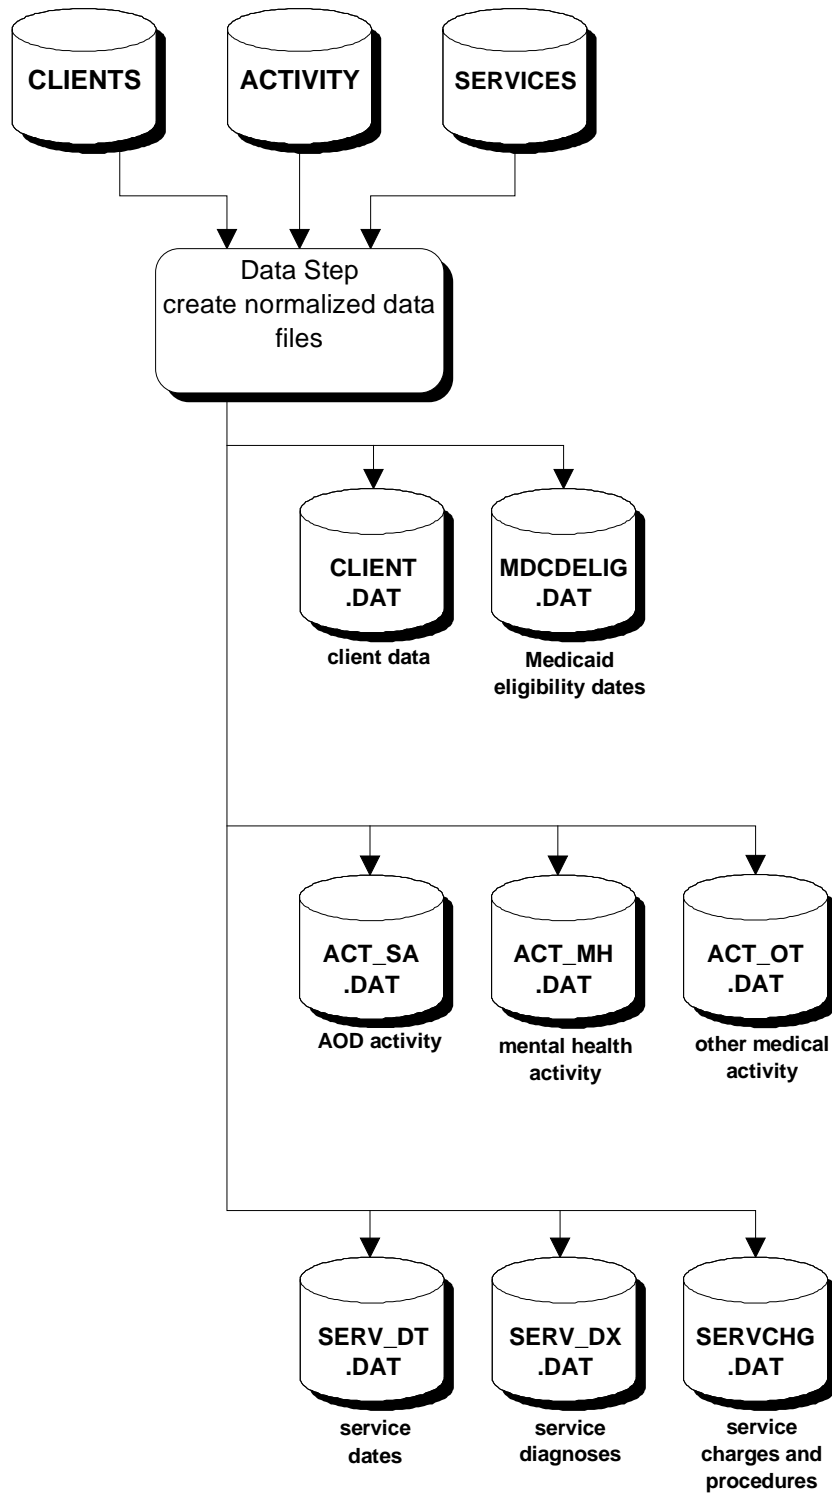 CLIENTS
ACTIVITY
SERVICES
Data Step
create normalized data
files
CLIENT
.DAT
client data
MDCDELIG
.DAT
Medicaid
eligibility dates
ACT_SA
.DAT
AOD activity
ACT_MH
.DAT
mental health
activity
ACT_OT
.DAT
other medical
activity
SERV_DT
.DAT
service
dates
SERV_DX
.DAT
service
diagnoses
SERVCHG
.DAT
service
charges and
procedures